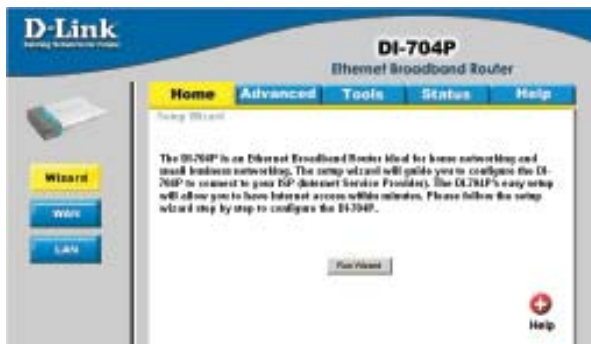 D-Link
Building Networks for People
DI-704P
Ethernet Broadband Router
Home Advanced Tools Status Help
Setup Wizard
The DI-704P is an Ethernet Broadband Router ideal for home networking and
small business networking. The setup wizard will guide you to configure the DI-
704P to connect to your ISP (Internet Service Provider). The DI-704P's easy setup
will allow you to have Internet access within minutes. Please follow the setup
wizard step by step to configure the DI-704P.
Wizard
WAN
LAN
Run Wizard
Help